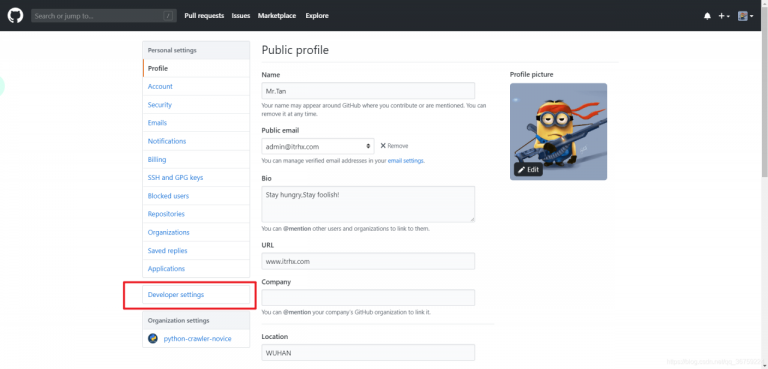 Search or jump to...
/
Pull requests
Issues
Marketplace
Explore
Personal settings
Profile
Account
Security
Emails
Notifications
Billing
SSH and GPG keys
Blocked users
Repositories
Organizations
Saved replies
Applications
Developer settings
Organization settings
python-crawler-novice
Public profile
Name
Mr.Tan
Your name may appear around GitHub where you contribute or are mentioned. You can
remove it at any time.
Public email
admin@itrhx.com
Remove
You can manage verified email addresses in your email settings.
Bio
Stay hungry,Stay foolish!
You can @mention other users and organizations to link to them.
URL
www.itrhx.com
Company
You can @mention your company's GitHub organization to link it.
Location
WUHAN
Profile picture
Edit